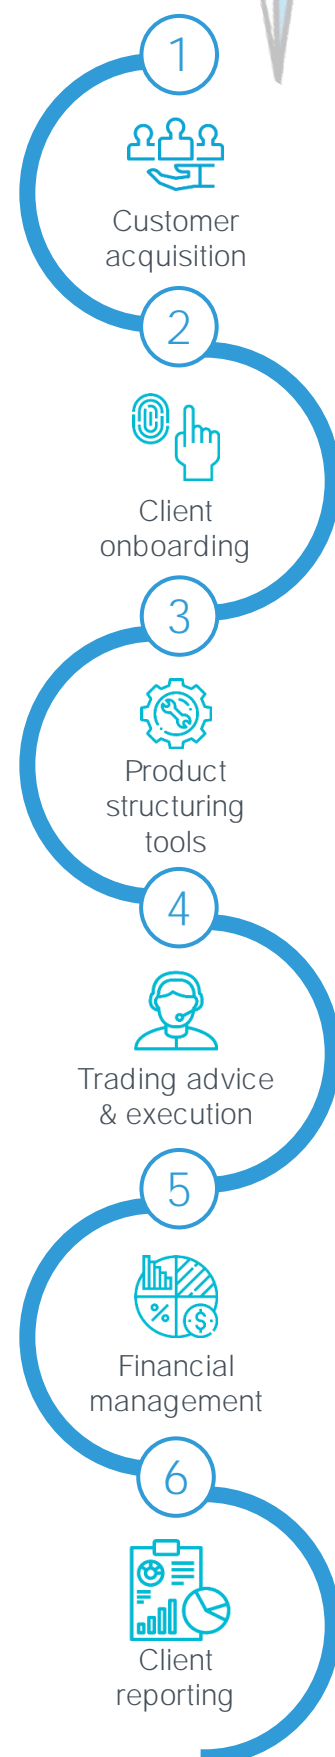 1
Customer
acquisition
2
Client
onboarding
3
Product
structuring
tools
4
Trading advice
& execution
5
%
$
Financial
management
6
Client
reporting